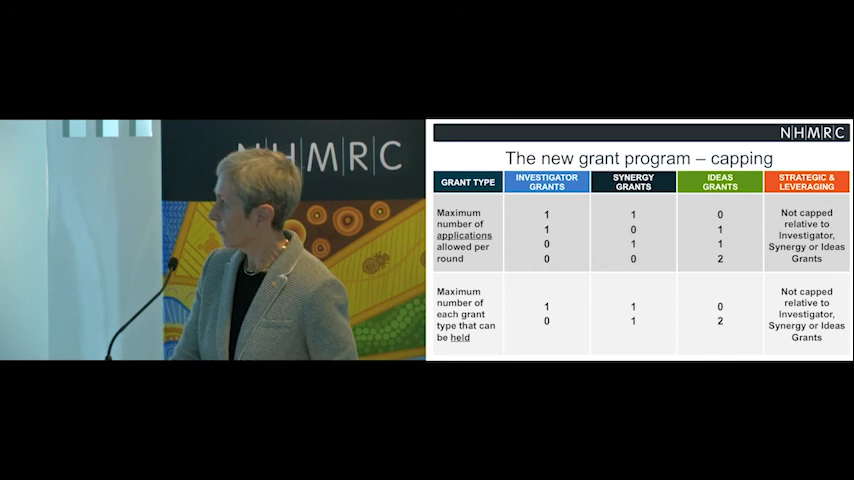 NHMRC
NHMRC
The new grant program – capping
GRANT TYPE
INVESTIGATOR
GRANTS
SYNERGY
GRANTS
IDEAS
GRANTS
STRATEGIC &
LEVERAGING
Maximum
number of
applications
allowed per
round
1
1
0
0
1
0
1
0
0
1
1
2
Not capped
relative to
Investigator,
Synergy or Ideas
Grants
Maximum
number of
each grant
type that can
be held
1
0
1
1
0
2
Not capped
relative to
Investigator,
Synergy or Ideas
Grants